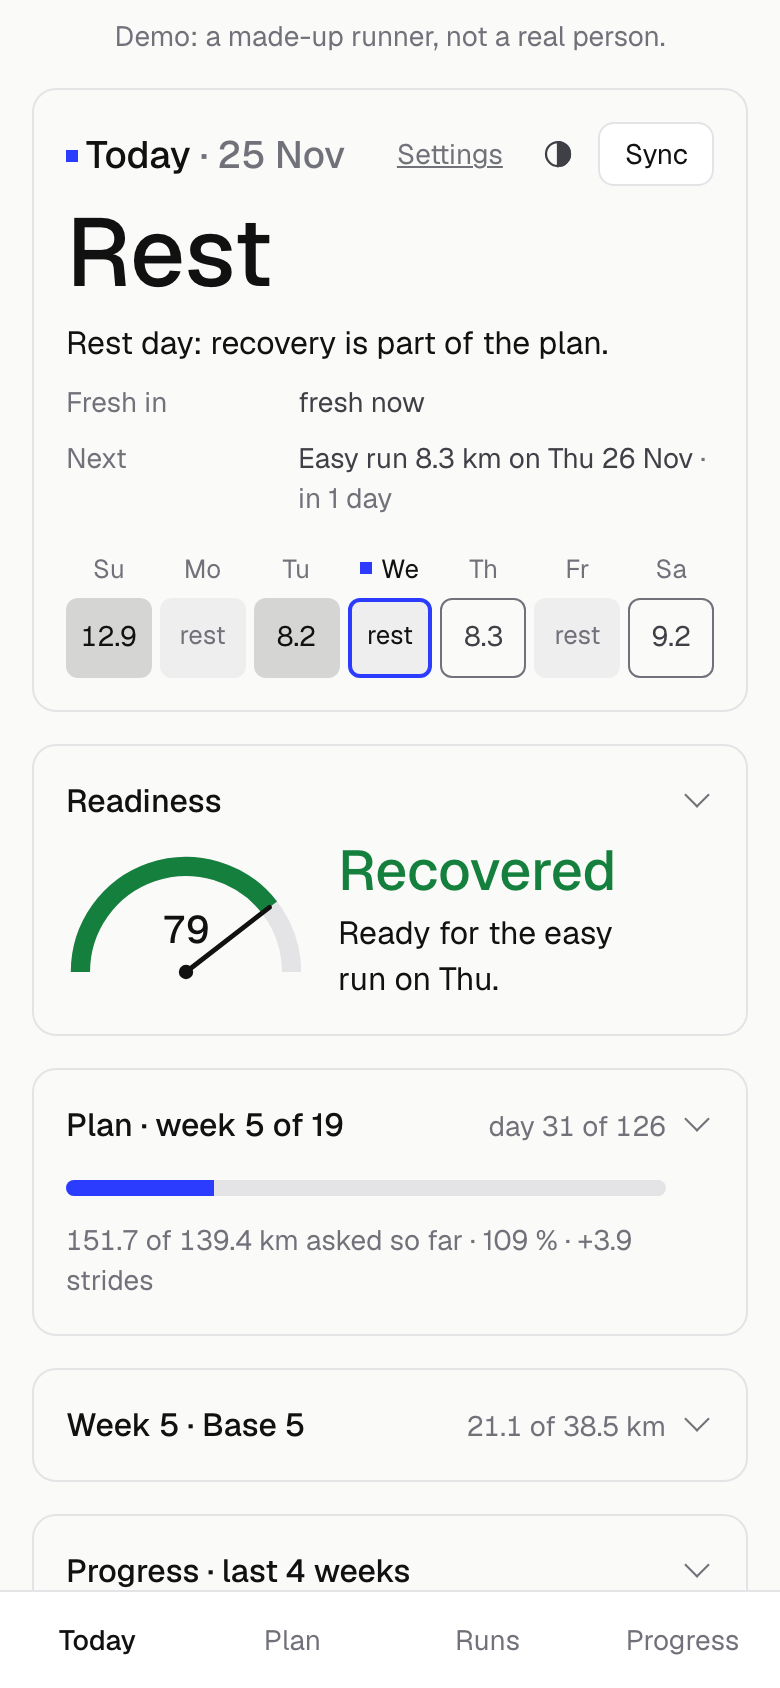 Demo: a made-up runner, not a real person.
Today · 25 Nov Settings Sync
Rest
Rest day: recovery is part of the plan.
Fresh in fresh now
Next Easy run 8.3 km on Thu 26 Nov ·
in 1 day
Su Mo Tu We Th Fr Sa
12.9 rest 8.2 rest 8.3 rest 9.2
Readiness
79
Recovered
Ready for the easy
run on Thu.
Plan · week 5 of 19 day 31 of 126
151.7 of 139.4 km asked so far · 109 % · +3.9
strides
Week 5 · Base 5 21.1 of 38.5 km
Progress · last 4 weeks
Today Plan Runs Progress